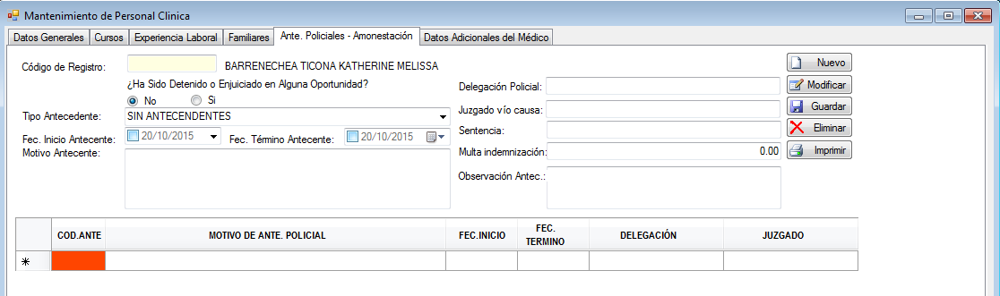 Mantenimiento de Personal Clinica
Datos Generales Cursos Experiencia Laboral Familiares Ante. Policiales - Amonestación Datos Adicionales del Médico
Código de Registro: BARRENECHEA TICONA KATHERINE MELISSA
¿Ha Sido Detenido o Enjuiciado en Alguna Oportunidad?
No Si
Tipo Antecedente: SIN ANTECENDENTES
Fec. Inicio Antecente: 20/10/2015 Fec. Término Antecente: 20/10/2015
Motivo Antecente:
Delegación Policial:
Juzgado vío causa:
Sentencia:
Multa indemnización: 0.00
Observación Antec.:
Nuevo
Modificar
Guardar
Eliminar
Imprimir
COD.ANTE MOTIVO DE ANTE. POLICIAL FEC.INICIO FEC. TERMINO DELEGACIÓN JUZGADO